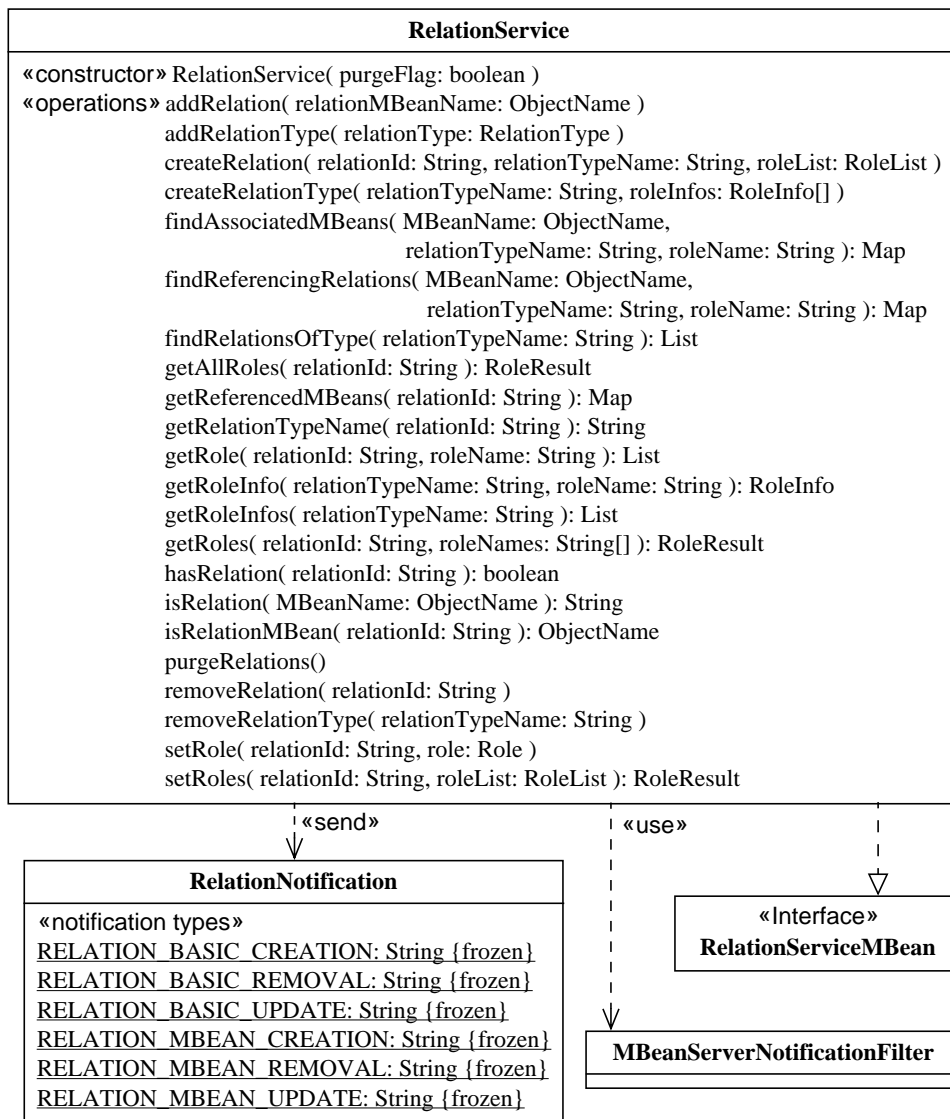 RelationService
«constructor» RelationService( purgeFlag: boolean )
«operations» addRelation( relationMBeanName: ObjectName )
addRelationType( relationType: RelationType )
createRelation( relationId: String, relationTypeName: String, roleList: RoleList )
createRelationType( relationTypeName: String, roleInfos: RoleInfo[] )
findAssociatedMBeans( MBeanName: ObjectName,
relationTypeName: String, roleName: String ): Map
findReferencingRelations( MBeanName: ObjectName,
relationTypeName: String, roleName: String ): Map
findRelationsOfType( relationTypeName: String ): List
getAllRoles( relationId: String ): RoleResult
getReferencedMBeans( relationId: String ): Map
getRelationTypeName( relationId: String ): String
getRole( relationId: String, roleName: String ): List
getRoleInfo( relationTypeName: String, roleName: String ): RoleInfo
getRoleInfos( relationTypeName: String ): List
getRoles( relationId: String, roleNames: String[] ): RoleResult
hasRelation( relationId: String ): boolean
isRelation( MBeanName: ObjectName ): String
isRelationMBean( relationId: String ): ObjectName
purgeRelations()
removeRelation( relationId: String )
removeRelationType( relationTypeName: String )
setRole( relationId: String, role: Role )
setRoles( relationId: String, roleList: RoleList ): RoleResult
«send»
«use»
RelationNotification
«notification types»
RELATION_BASIC_CREATION: String {frozen}
RELATION_BASIC_REMOVAL: String {frozen}
RELATION_BASIC_UPDATE: String {frozen}
RELATION_MBEAN_CREATION: String {frozen}
RELATION_MBEAN_REMOVAL: String {frozen}
RELATION_MBEAN_UPDATE: String {frozen}
«Interface»
RelationServiceMBean
MBeanServerNotificationFilter